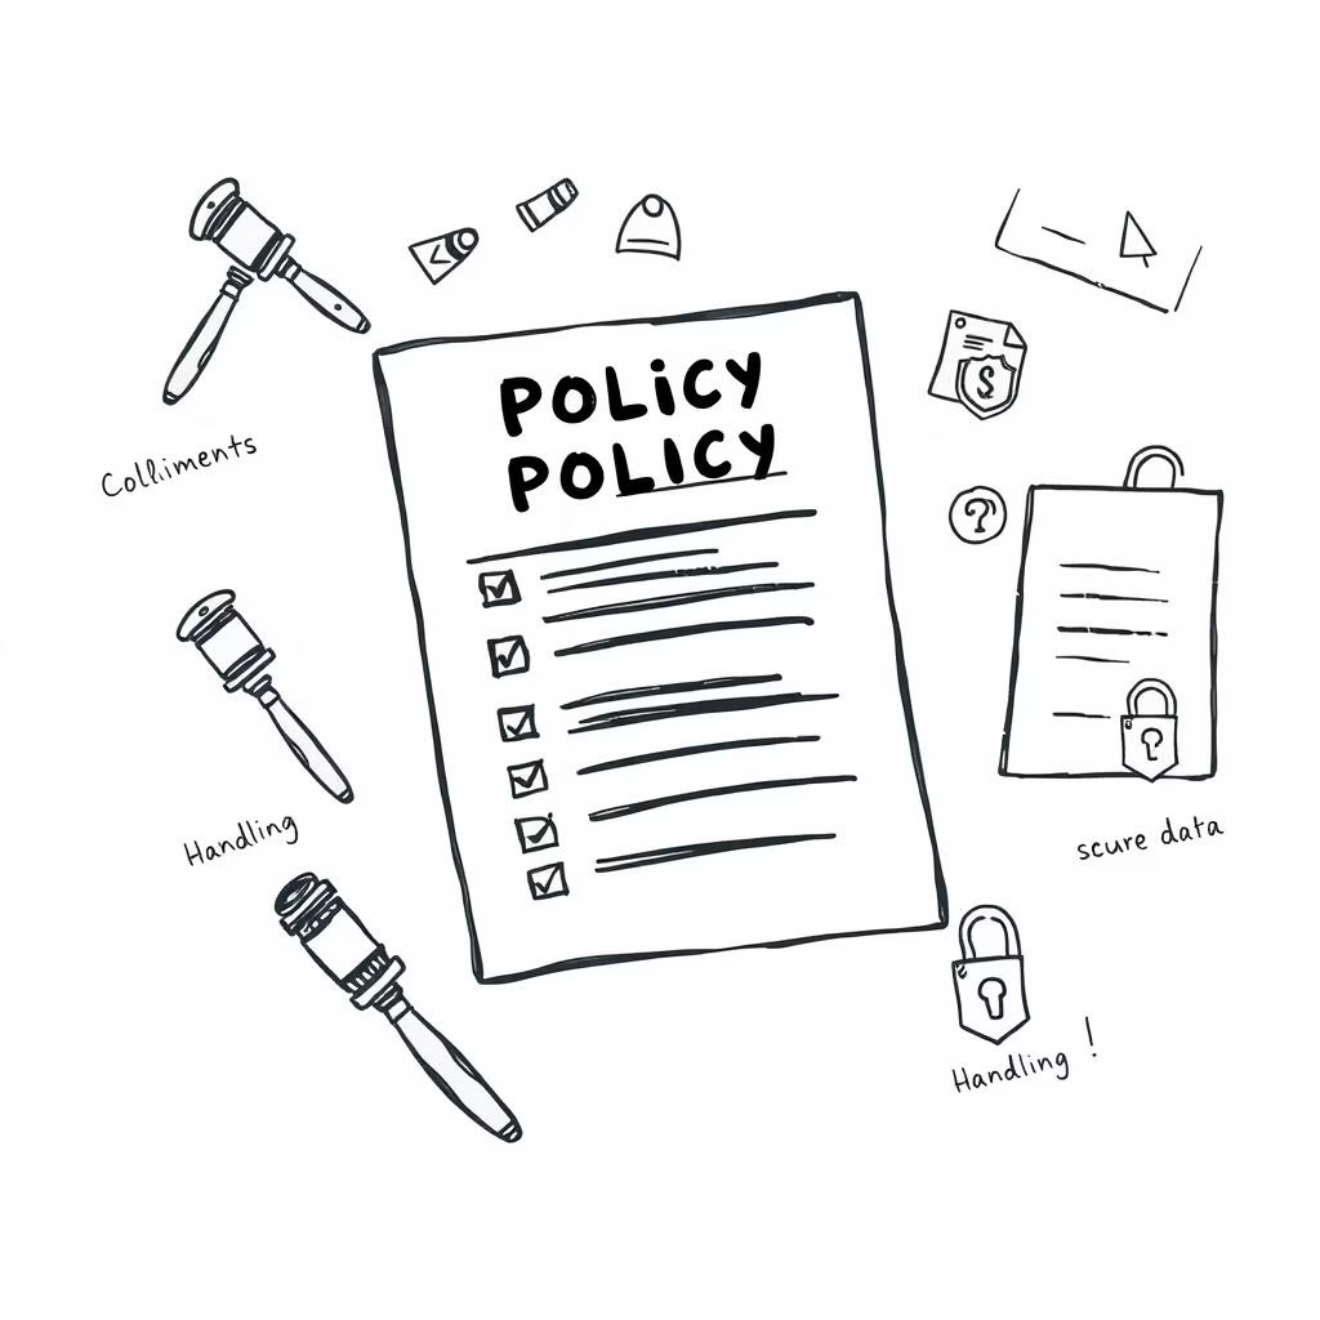 POLiCY
POLICY
Colliments
Handling
scure data
Handling !
S
?